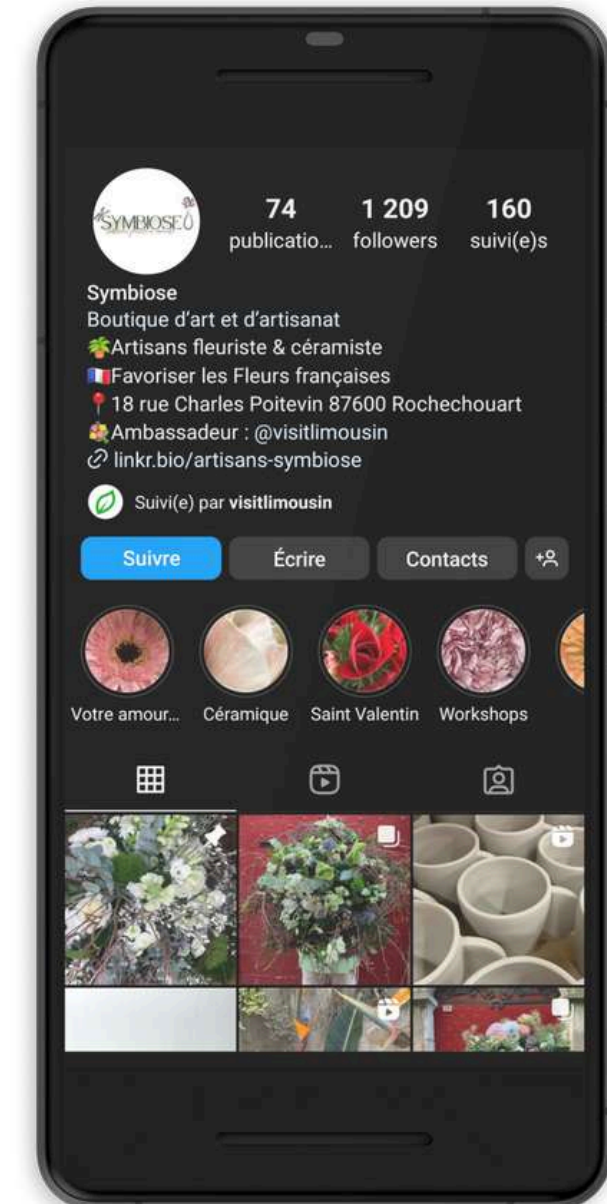 SYMBIOSE
74
1 209
160
publicatio...
followers
suivi(e)s
Symbiose
Boutique d'art et d'artisanat
🌴Artisans fleuriste & céramiste
🇫🇷Favoriser les Fleurs françaises
📍18 rue Charles Poitevin 87600 Rochechouart
💐Ambassadeur : @visitlimousin
linkr.bio/artisans-symbiose
Suivi(e) par visitlimousin
Suivre
Écrire
Contacts
Votre amour...
Céramique
Saint Valentin
Workshops